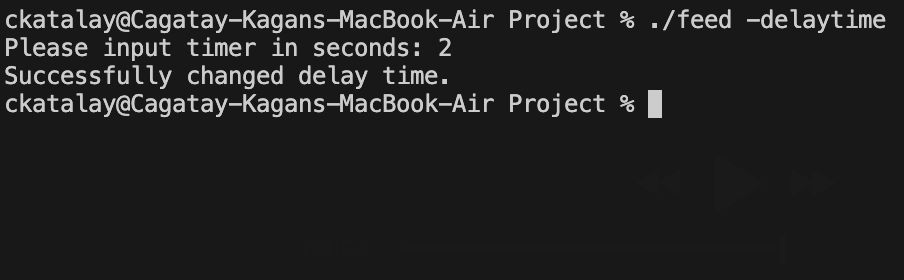 ckatalay@Cagatay-Kagans-MacBook-Air Project % ./feed -delaytime
Please input timer in seconds: 2
Successfully changed delay time.
ckatalay@Cagatay-Kagans-MacBook-Air Project %